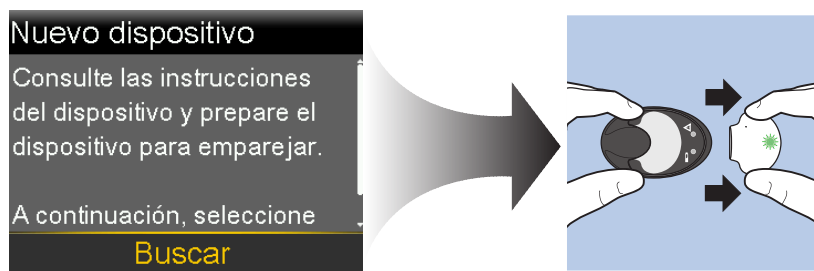 Nuevo dispositivo
Consulte las instrucciones
del dispositivo y prepare el
dispositivo para emparejar.
A continuación, seleccione
Buscar